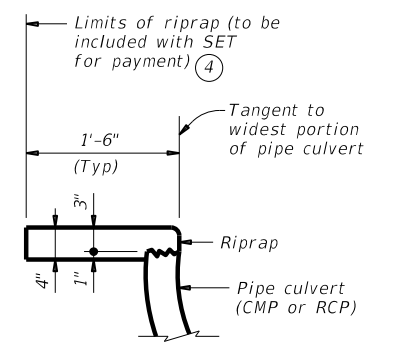 Limits of riprap (to be
included with SET
for payment) 4
Tangent to
widest portion
of pipe culvert
1'-6"
(Typ)
3"
Riprap
4"
1"
Pipe culvert
(CMP or RCP)